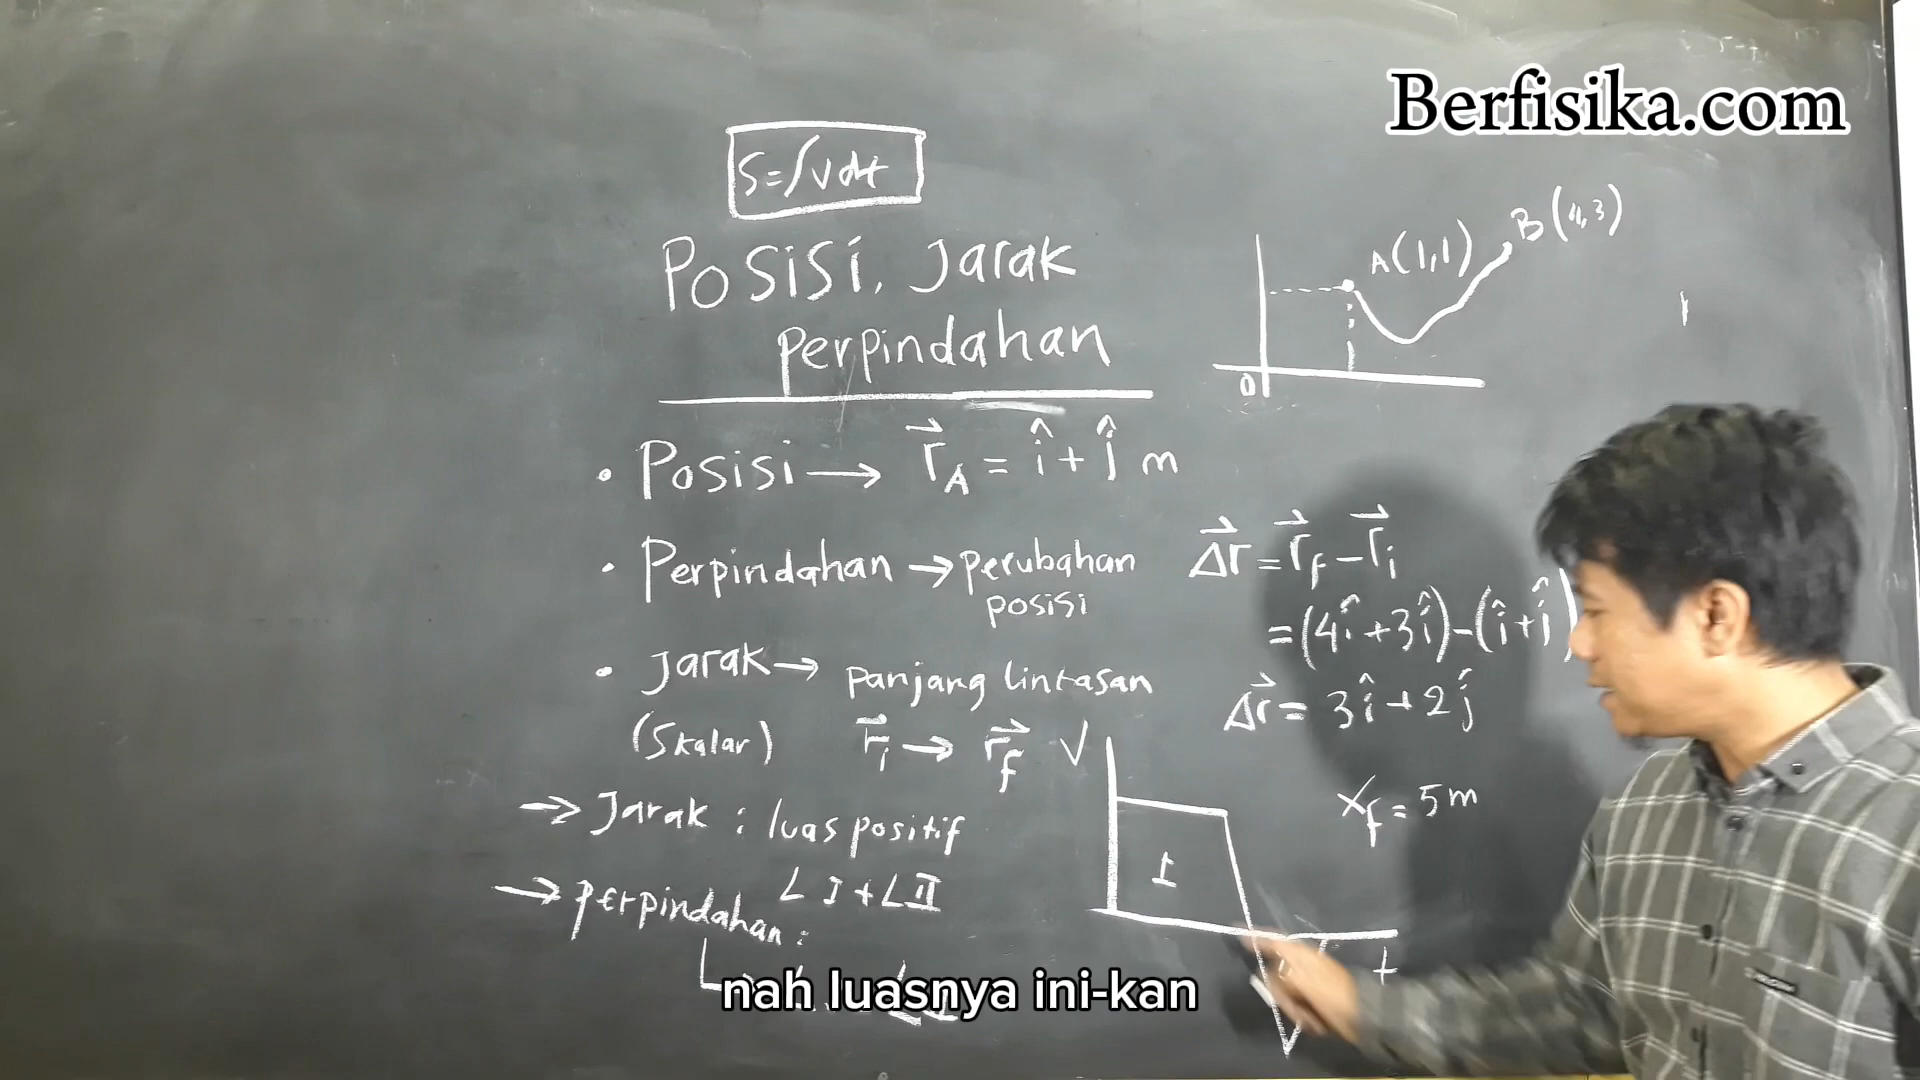 Berfisika.com
S=∫vdt
Posisi, Jarak
perpindahan
A(1,1)
B(4,3)
0
• Posisi → r⃗_A = î + ĵ m
• Perpindahan → perubahan
posisi
Δr⃗ = r⃗_f − r⃗_i
=(4î+3ĵ)−(î+ĵ)
Δr⃗ = 3î+2ĵ
• Jarak → panjang lintasan
(Skalar) r⃗_i → r⃗_f √
x_f = 5m
→ Jarak : luas positif
L I + L II
→ perpindahan :
I
t
nah luasnya ini-kan